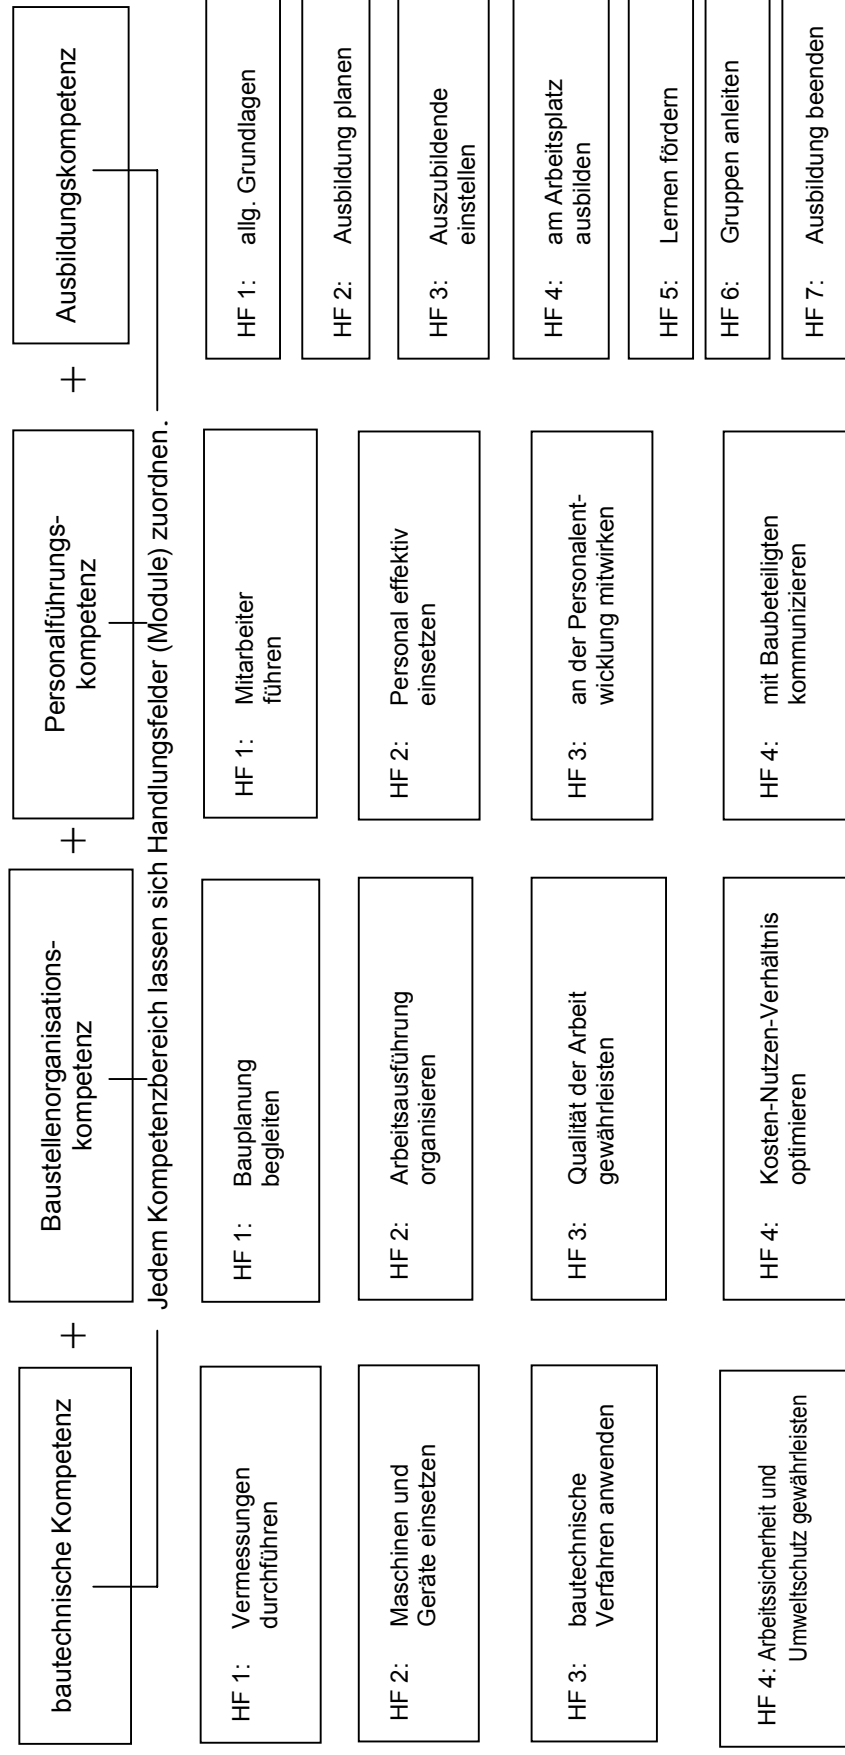 bautechnische Kompetenz
+
Baustellenorganisations-
kompetenz
+
Personalführungs-
kompetenz
+
Ausbildungskompetenz
Jedem Kompetenzbereich lassen sich Handlungsfelder (Module) zuordnen.
HF 1: Vermessungen
durchführen
HF 2: Maschinen und
Geräte einsetzen
HF 3: bautechnische
Verfahren anwenden
HF 4: Arbeitssicherheit und
Umweltschutz gewährleisten
HF 1: Bauplanung
begleiten
HF 2: Arbeitsausführung
organisieren
HF 3: Qualität der Arbeit
gewährleisten
HF 4: Kosten-Nutzen-Verhältnis
optimieren
HF 1: Mitarbeiter
führen
HF 2: Personal effektiv
einsetzen
HF 3: an der Personalent-
wicklung mitwirken
HF 4: mit Baubeteiligten
kommunizieren
HF 1: allg. Grundlagen
HF 2: Ausbildung planen
HF 3: Auszubildende
einstellen
HF 4: am Arbeitsplatz
ausbilden
HF 5: Lernen fördern
HF 6: Gruppen anleiten
HF 7: Ausbildung beenden